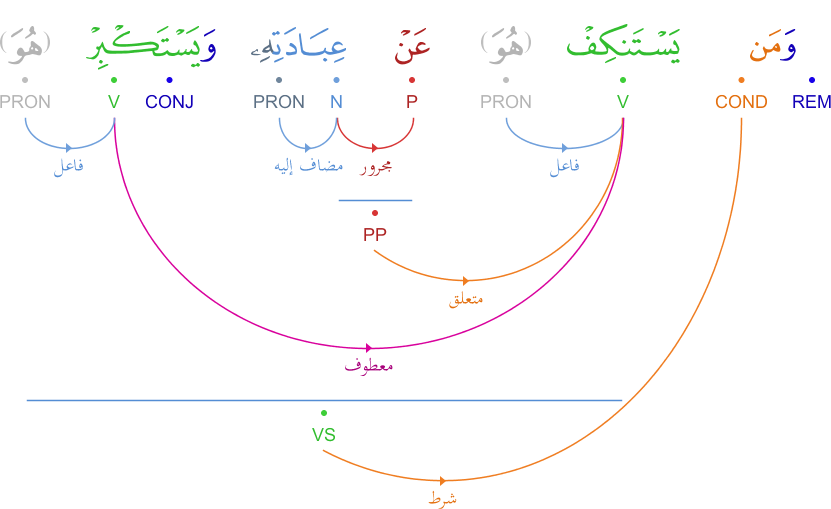 وَمَن يَسْتَنكِفْ (هُوَ) عَنْ عِبَادَتِهِۦ وَيَسْتَكْبِرْ (هُوَ)
REM COND V PRON P N PRON CONJ V PRON
فاعل مجرور مضاف إليه فاعل
PP
متعلق
معطوف
VS
شرط